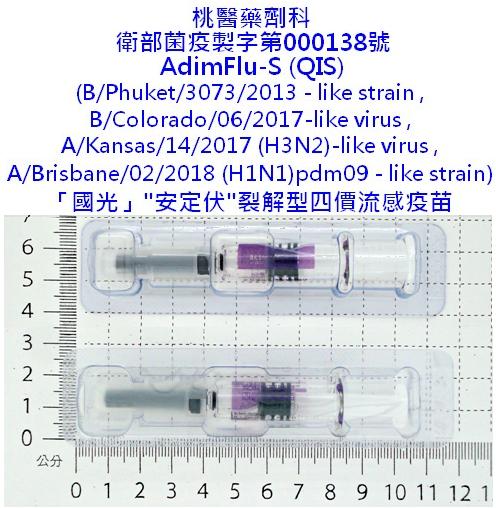 桃醫藥劑科
衛部菌疫製字第000138號
AdimFlu-S (QIS)
(B/Phuket/3073/2013 - like strain ,
B/Colorado/06/2017-like virus ,
A/Kansas/14/2017 (H3N2)-like virus ,
A/Brisbane/02/2018 (H1N1)pdm09 - like strain)
「國光」"安定伏"裂解型四價流感疫苗
6
5
4
3
2
1
0
公分
0 1 2 3 4 5 6 7 8 9 10 11 12